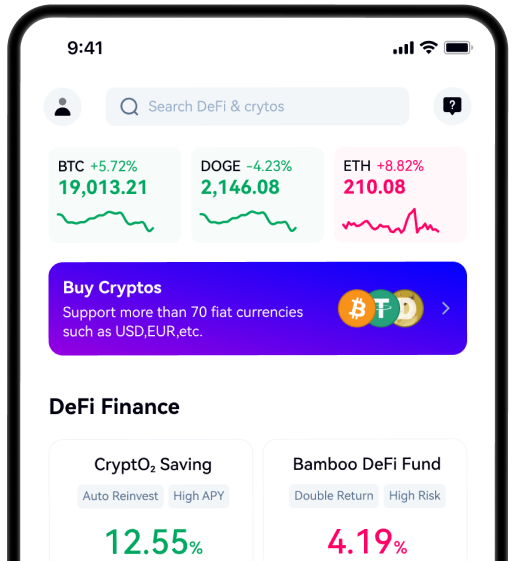 9:41
Search DeFi & crytos
BTC +5.72%
19,013.21
DOGE -4.23%
2,146.08
ETH +8.82%
210.08
Buy Cryptos
Support more than 70 fiat currencies
such as USD,EUR,etc.
DeFi Finance
CryptO₂ Saving
Auto Reinvest High APY
12.55%
Bamboo DeFi Fund
Double Return High Risk
4.19%